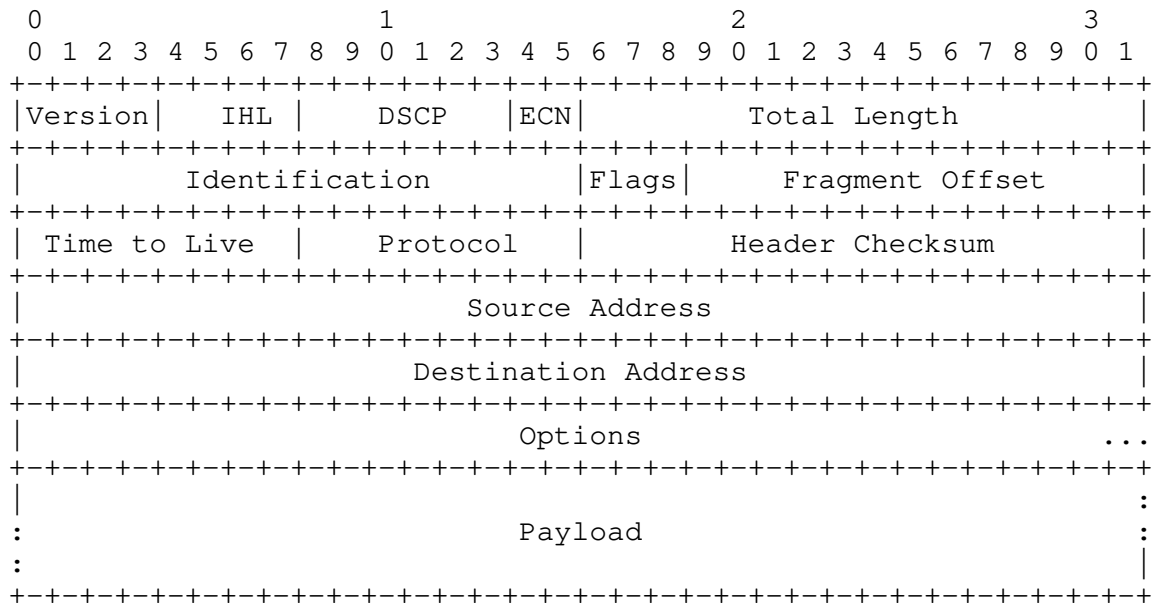 0                   1                   2                   3
 0 1 2 3 4 5 6 7 8 9 0 1 2 3 4 5 6 7 8 9 0 1 2 3 4 5 6 7 8 9 0 1
+-+-+-+-+-+-+-+-+-+-+-+-+-+-+-+-+-+-+-+-+-+-+-+-+-+-+-+-+-+-+-+-+
|Version|  IHL  |    DSCP   |ECN|         Total Length          |
+-+-+-+-+-+-+-+-+-+-+-+-+-+-+-+-+-+-+-+-+-+-+-+-+-+-+-+-+-+-+-+-+
|         Identification        |Flags|     Fragment Offset     |
+-+-+-+-+-+-+-+-+-+-+-+-+-+-+-+-+-+-+-+-+-+-+-+-+-+-+-+-+-+-+-+-+
| Time to Live  |    Protocol   |        Header Checksum        |
+-+-+-+-+-+-+-+-+-+-+-+-+-+-+-+-+-+-+-+-+-+-+-+-+-+-+-+-+-+-+-+-+
|                         Source Address                        |
+-+-+-+-+-+-+-+-+-+-+-+-+-+-+-+-+-+-+-+-+-+-+-+-+-+-+-+-+-+-+-+-+
|                      Destination Address                      |
+-+-+-+-+-+-+-+-+-+-+-+-+-+-+-+-+-+-+-+-+-+-+-+-+-+-+-+-+-+-+-+-+
|                            Options                          ...
+-+-+-+-+-+-+-+-+-+-+-+-+-+-+-+-+-+-+-+-+-+-+-+-+-+-+-+-+-+-+-+-+
|                                                               :
:                            Payload                            :
:                                                               |
+-+-+-+-+-+-+-+-+-+-+-+-+-+-+-+-+-+-+-+-+-+-+-+-+-+-+-+-+-+-+-+-+